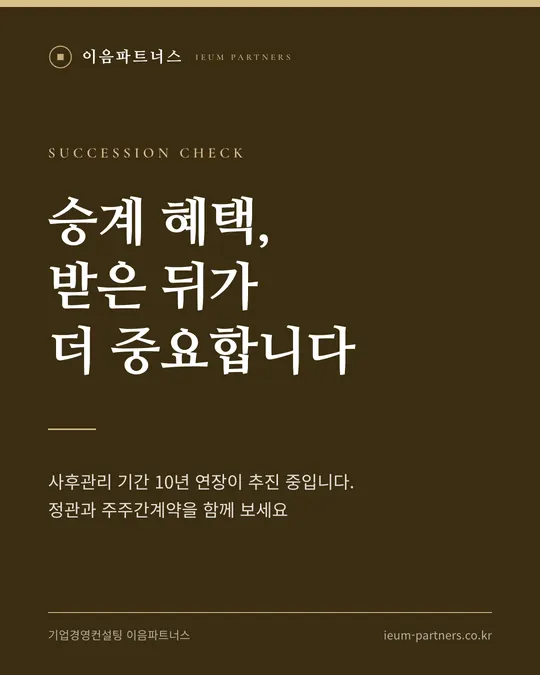 이음파트너스 IEUM PARTNERS
SUCCESSION CHECK
승계 혜택,
받은 뒤가
더 중요합니다
사후관리 기간 10년 연장이 추진 중입니다.
정관과 주주간계약을 함께 보세요
기업경영컨설팅 이음파트너스 ieum-partners.co.kr